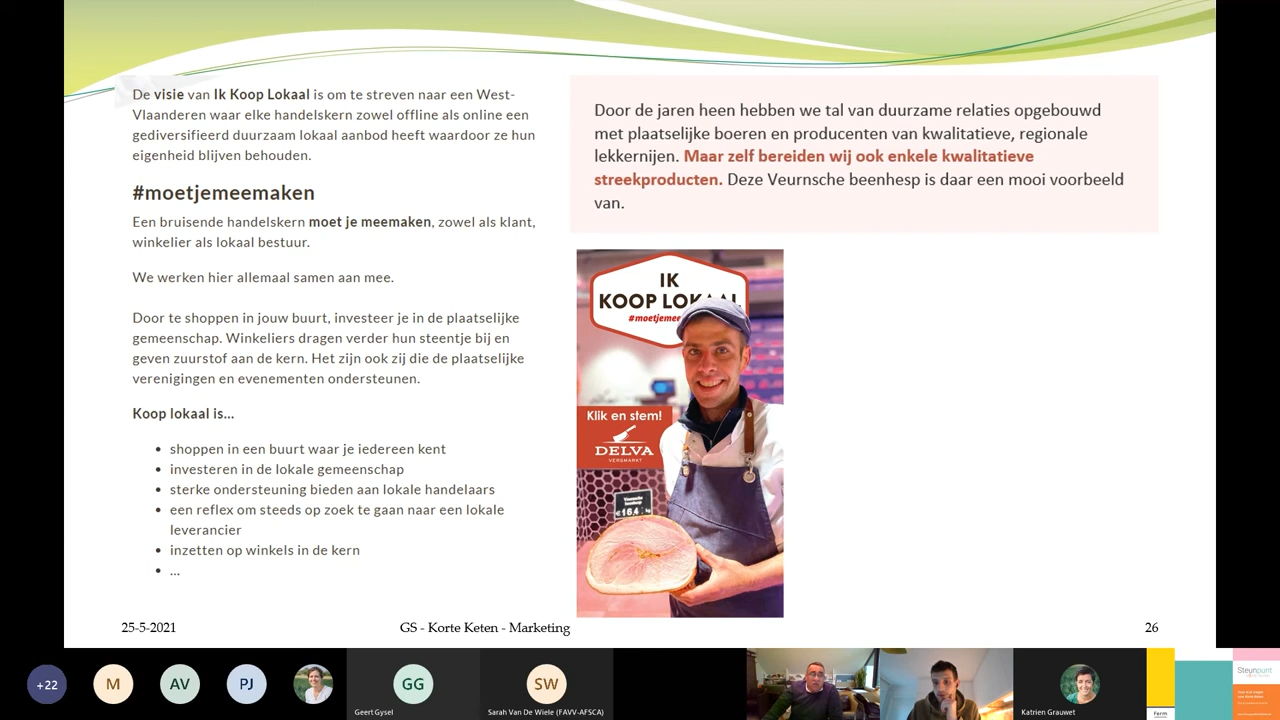 De visie van Ik Koop Lokaal is om te streven naar een West-
Vlaanderen waar elke handelskern zowel offline als online een
gediversifieerd duurzaam lokaal aanbod heeft waardoor ze hun
eigenheid blijven behouden.
#moetjemeemaken
Een bruisende handelskern moet je meemaken, zowel als klant,
winkelier als lokaal bestuur.
We werken hier allemaal samen aan mee.
Door te shoppen in jouw buurt, investeer je in de plaatselijke
gemeenschap. Winkeliers dragen verder hun steentje bij en
geven zuurstof aan de kern. Het zijn ook zij die de plaatselijke
verenigingen en evenementen ondersteunen.
Koop lokaal is...
• shoppen in een buurt waar je iedereen kent
• investeren in de lokale gemeenschap
• sterke ondersteuning bieden aan lokale handelaars
• een reflex om steeds op zoek te gaan naar een lokale
leverancier
• inzetten op winkels in de kern
• ...
Door de jaren heen hebben we tal van duurzame relaties opgebouwd
met plaatselijke boeren en producenten van kwalitatieve, regionale
lekkernijen. Maar zelf bereiden wij ook enkele kwalitatieve
streekproducten. Deze Veurnsche beenhesp is daar een mooi voorbeeld
van.
IK
KOOP LOKAAL
#moetjemee
Klik en stem!
DELVA
VERSMARKT
25-5-2021
GS - Korte Keten - Marketing
26
+22
M
AV
PJ
GG
Geert Gysel
SW
Sarah Van De Wiele (FAVV-AFSCA)
Katrien Grauwet
Ferm
Steunpunt